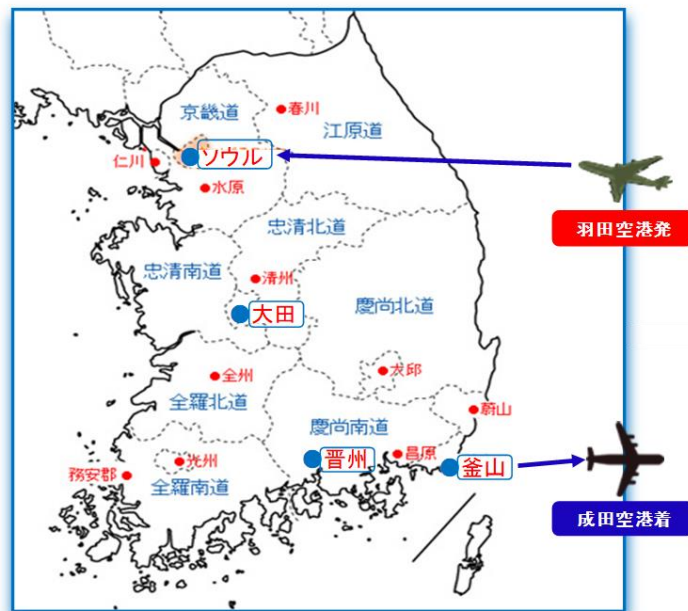 京畿道
春川
江原道
ソウル
仁川
水原
羽田空港発
忠清北道
忠清南道
清州
慶尚北道
大田
大邱
全州
全羅北道
蔚山
慶尚南道
昌原
晋州
釜山
光州
務安郡
全羅南道
成田空港着